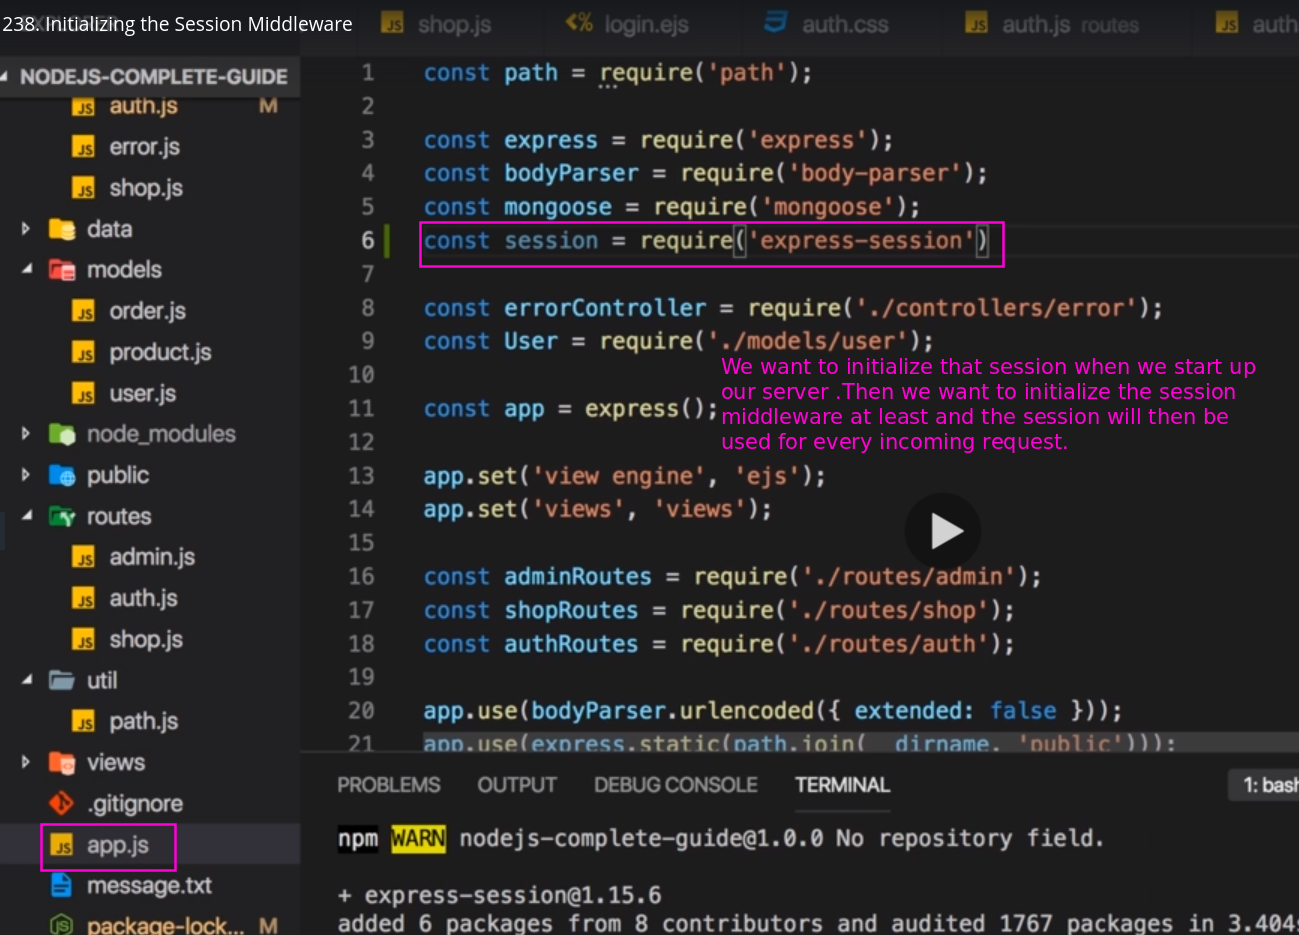 238. Initializing the Session Middleware
shop.js
login.ejs
auth.css
auth.js routes
auth
NODEJS-COMPLETE-GUIDE
auth.js M
error.js
shop.js
data
models
order.js
product.js
user.js
node_modules
public
routes
admin.js
auth.js
shop.js
util
path.js
views
.gitignore
app.js
message.txt
package-lock... M
1 const path = require('path');
2
3 const express = require('express');
4 const bodyParser = require('body-parser');
5 const mongoose = require('mongoose');
6 const session = require('express-session')
7
8 const errorController = require('./controllers/error');
9 const User = require('./models/user');
10
11 const app = express();
12
13 app.set('view engine', 'ejs');
14 app.set('views', 'views');
15
16 const adminRoutes = require('./routes/admin');
17 const shopRoutes = require('./routes/shop');
18 const authRoutes = require('./routes/auth');
19
20 app.use(bodyParser.urlencoded({ extended: false }));
21 app.use(express.static(path.join(__dirname, 'public')));
We want to initialize that session when we start up
our server .Then we want to initialize the session
middleware at least and the session will then be
used for every incoming request.
PROBLEMS OUTPUT DEBUG CONSOLE TERMINAL 1: bash
npm WARN nodejs-complete-guide@1.0.0 No repository field.
+ express-session@1.15.6
added 6 packages from 8 contributors and audited 1767 packages in 3.404s